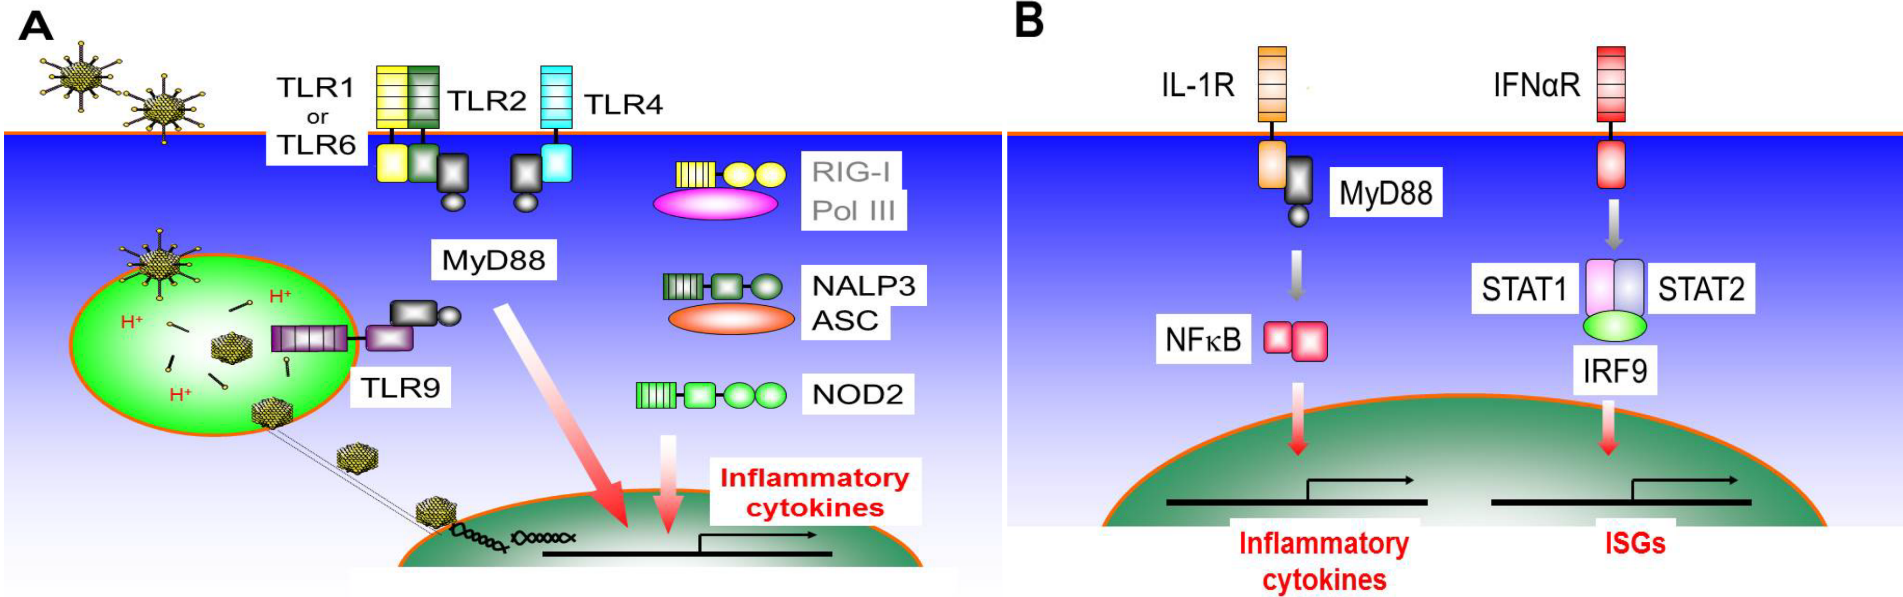 A
TLR1
or
TLR6
TLR2
TLR4
RIG-I
Pol III
MyD88
NALP3
ASC
H⁺
H⁺
H⁺
TLR9
NOD2
Inflammatory
cytokines
B
IL-1R
IFNαR
MyD88
STAT1
STAT2
NFκB
IRF9
Inflammatory
cytokines
ISGs